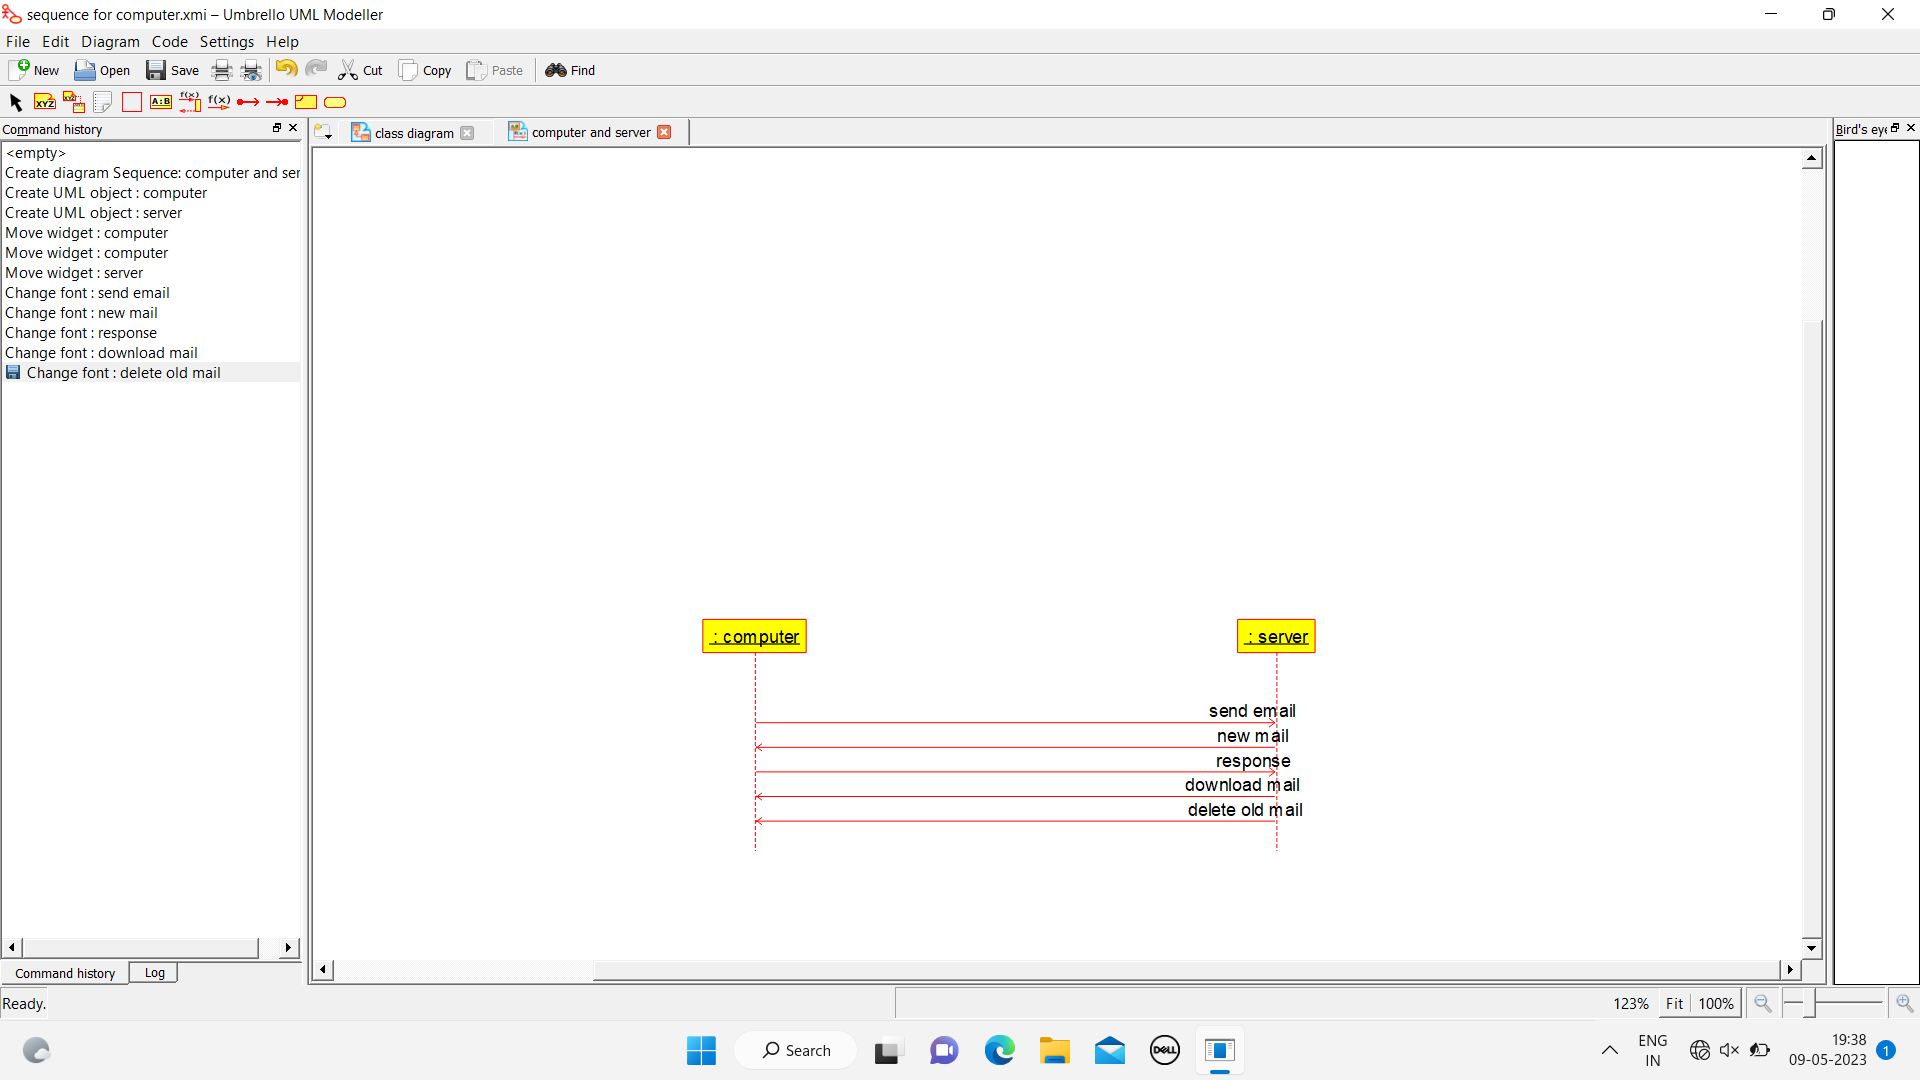 sequence for computer.xmi – Umbrello UML Modeller
File Edit Diagram Code Settings Help
New Open Save Cut Copy Paste Find
XYZ XYZ A:B f(x) f(x)
Command history
class diagram
computer and server
Bird's eye
<empty>
Create diagram Sequence: computer and ser
Create UML object : computer
Create UML object : server
Move widget : computer
Move widget : computer
Move widget : server
Change font : send email
Change font : new mail
Change font : response
Change font : download mail
Change font : delete old mail
: computer
: server
send email
new mail
response
download mail
delete old mail
Command history
Log
Ready.
123%
Fit
100%
Search
DELL
ENG
IN
19:38
09-05-2023
1